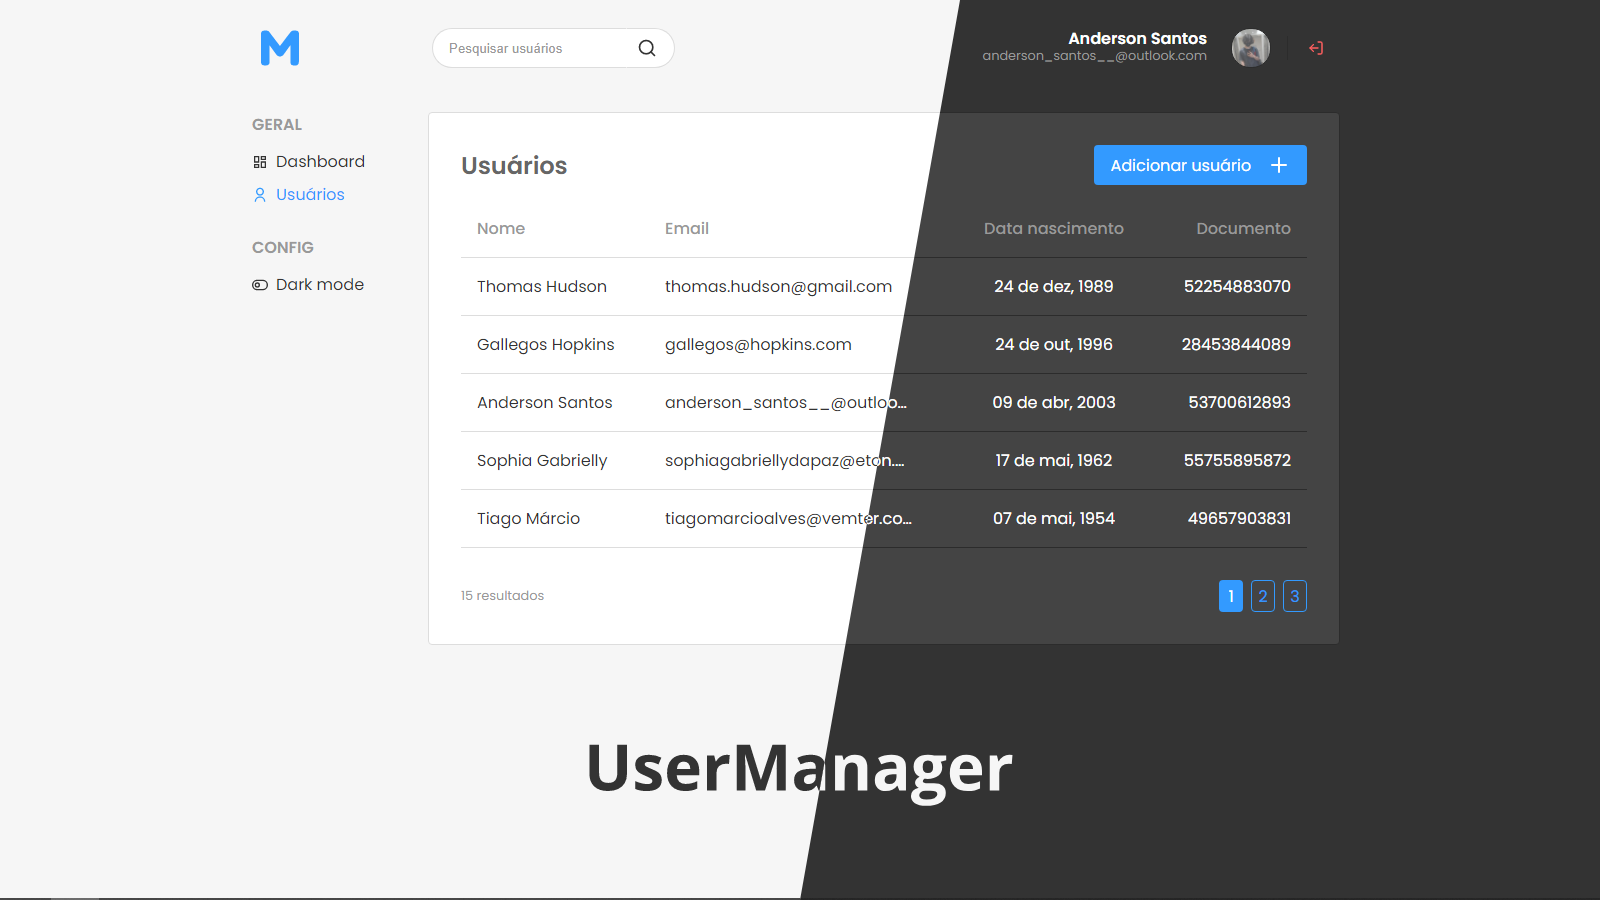 M
Pesquisar usuários
Anderson Santos
anderson_santos__@outlook.com
GERAL
Dashboard
Usuários
CONFIG
Dark mode
Usuários
Adicionar usuário
Nome Email Data nascimento Documento
Thomas Hudson thomas.hudson@gmail.com 24 de dez, 1989 52254883070
Gallegos Hopkins gallegos@hopkins.com 24 de out, 1996 28453844089
Anderson Santos anderson_santos__@outloo... 09 de abr, 2003 53700612893
Sophia Gabrielly sophiagabriellydapaz@eton.... 17 de mai, 1962 55755895872
Tiago Márcio tiagomarcioalves@vemter.co... 07 de mai, 1954 49657903831
15 resultados 1 2 3
UserManager